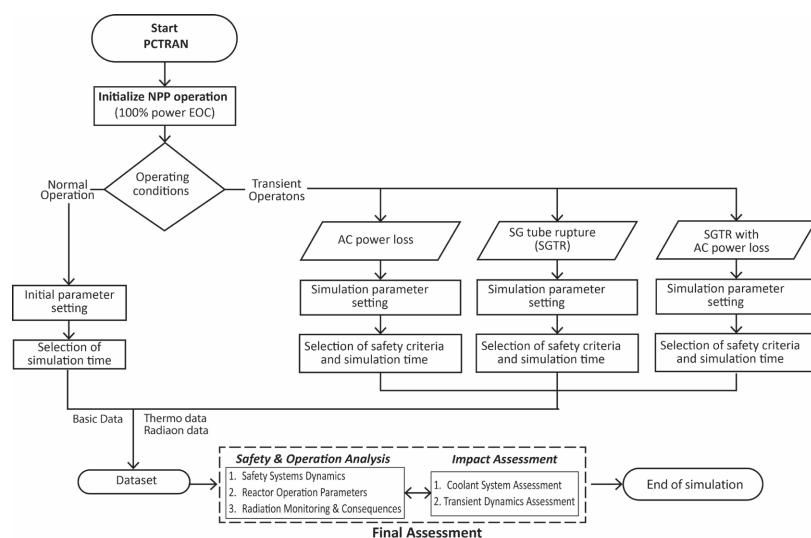 Start
PCTRAN
Initialize NPP operation
(100% power EOC)
Operating
conditions
Normal
Operation
Transient
Operatons
AC power loss
SG tube rupture
(SGTR)
SGTR with
AC power loss
Initial parameter
setting
Simulation parameter
setting
Simulation parameter
setting
Simulation parameter
setting
Selection of
simulation time
Selection of safety criteria
and simulation time
Selection of safety criteria
and simulation time
Selection of safety criteria
and simulation time
Basic Data
Thermo data
Radiaon data
Dataset
Safety & Operation Analysis
1. Safety Systems Dynamics
2. Reactor Operation Parameters
3. Radiation Monitoring & Consequences
Impact Assessment
1. Coolant System Assessment
2. Transient Dynamics Assessment
End of simulation
Final Assessment